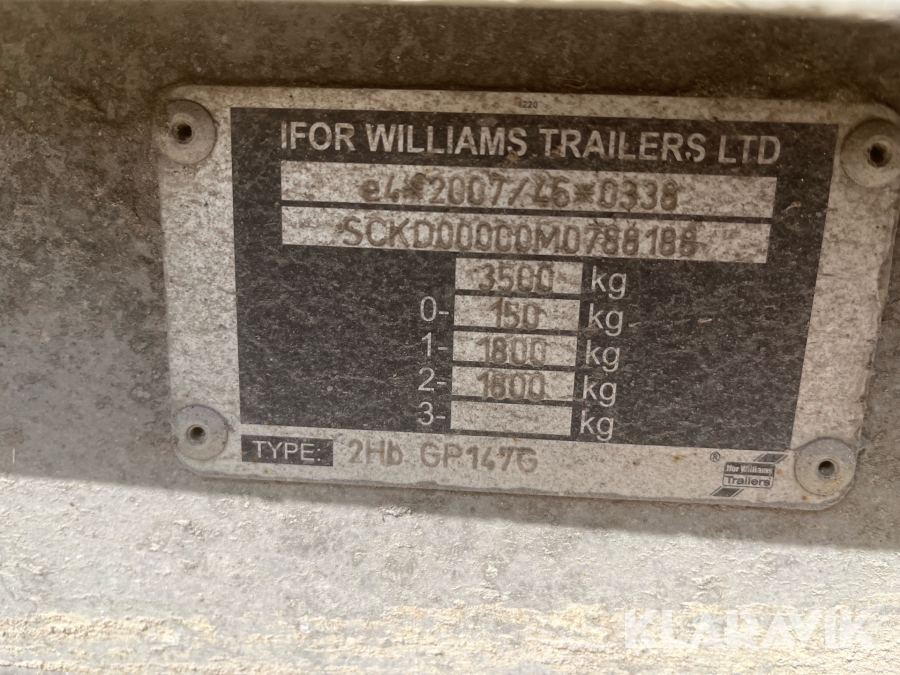 1220
IFOR WILLIAMS TRAILERS LTD
e4*2007/46*0338
SCKD00000M0788188
3500 kg
0- 150 kg
1- 1800 kg
2- 1800 kg
3- kg
TYPE: 2Hb GP147G
®
Ifor Williams
Trailers
KLARAVIK